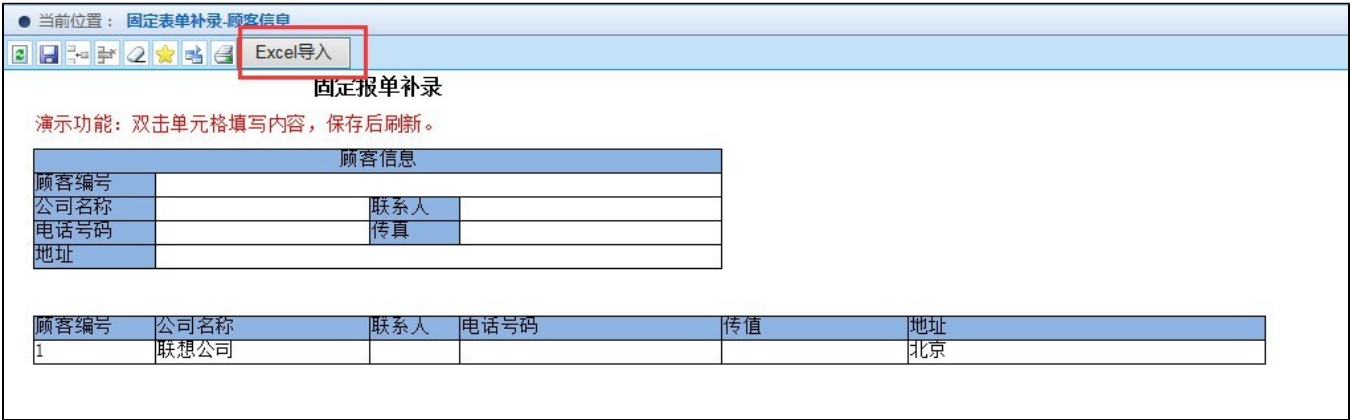 当前位置： 固定表单补录-顾客信息
Excel导入
固定报单补录
演示功能：双击单元格填写内容，保存后刷新。
顾客信息
顾客编号
公司名称 联系人
电话号码 传真
地址
顾客编号 公司名称 联系人 电话号码 传值 地址
1 联想公司 北京